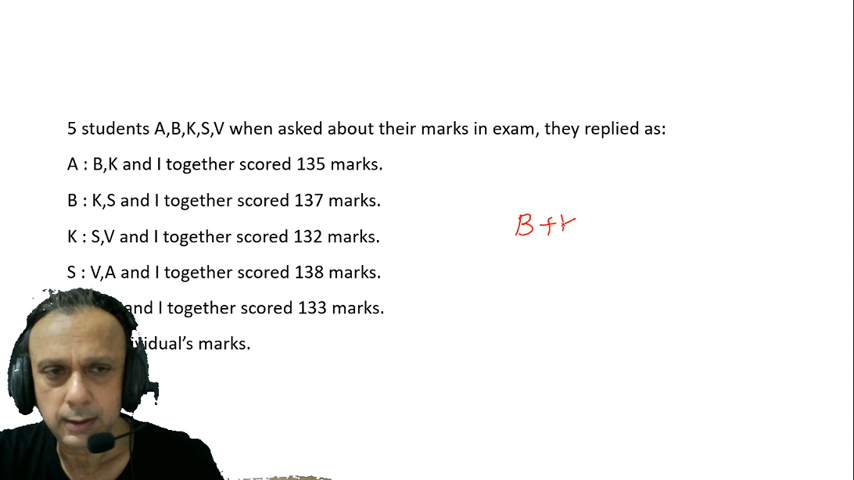 5 students A,B,K,S,V when asked about their marks in exam, they replied as:
A : B,K and I together scored 135 marks.
B : K,S and I together scored 137 marks.
B +
K : S,V and I together scored 132 marks.
S : V,A and I together scored 138 marks.
and I together scored 133 marks.
marks.